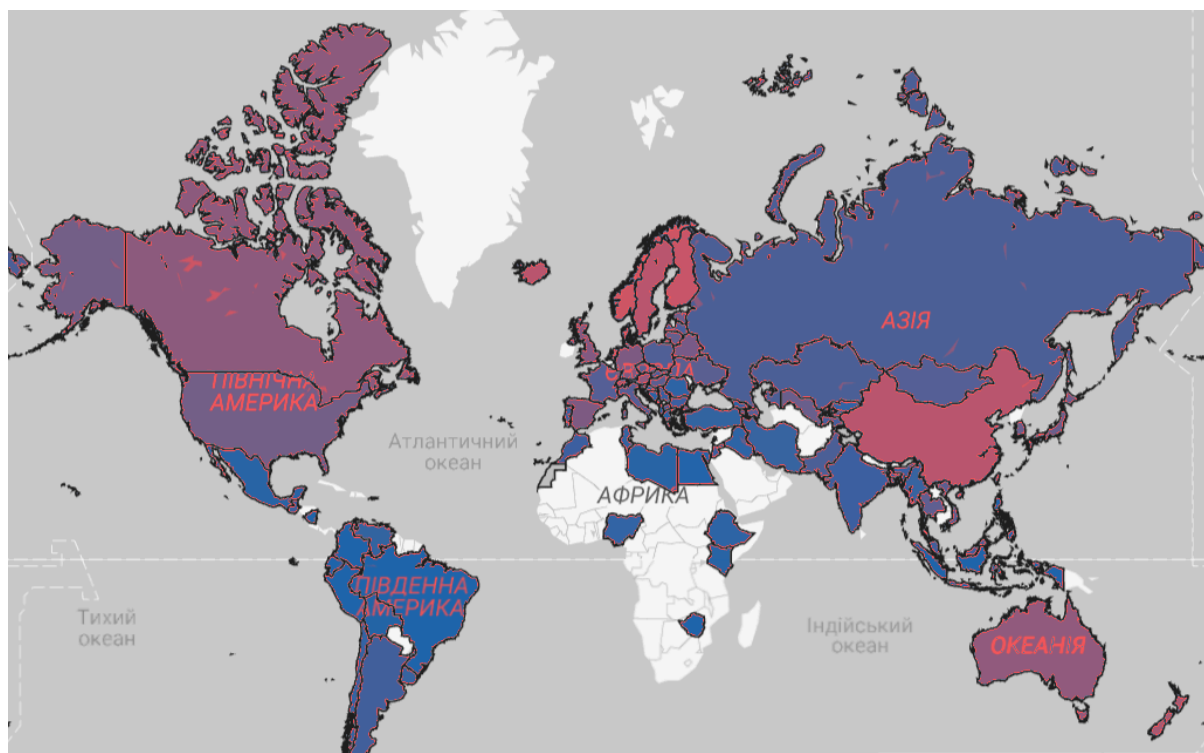 АЗІЯ
ПІВНІЧНА
АМЕРИКА
Атлантичний
океан
АФРИКА
ПІВДЕННА
АМЕРИКА
Тихий
океан
Індійський
океан
ОКЕАНІЯ